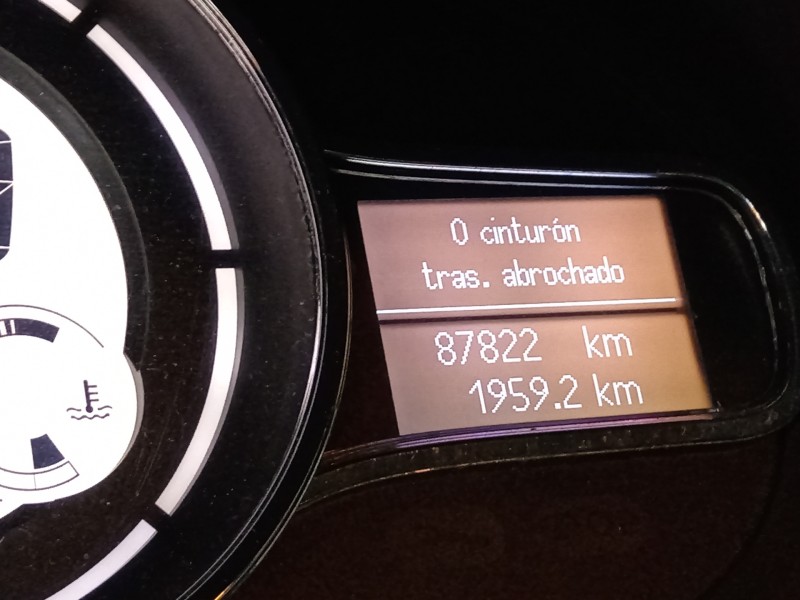 0 cinturón
tras. abrochado
87822 km
1959.2 km